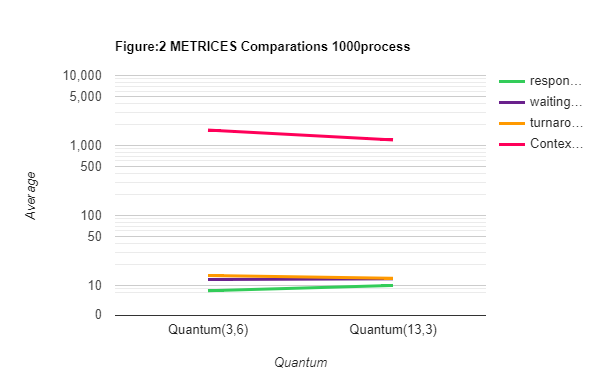 Figure:2 METRICES Comparations 1000process
10,000
5,000
1,000
500
100
50
10
0
Average
Quantum(3,6)
Quantum(13,3)
Quantum
respon…
waiting…
turnaro…
Contex…